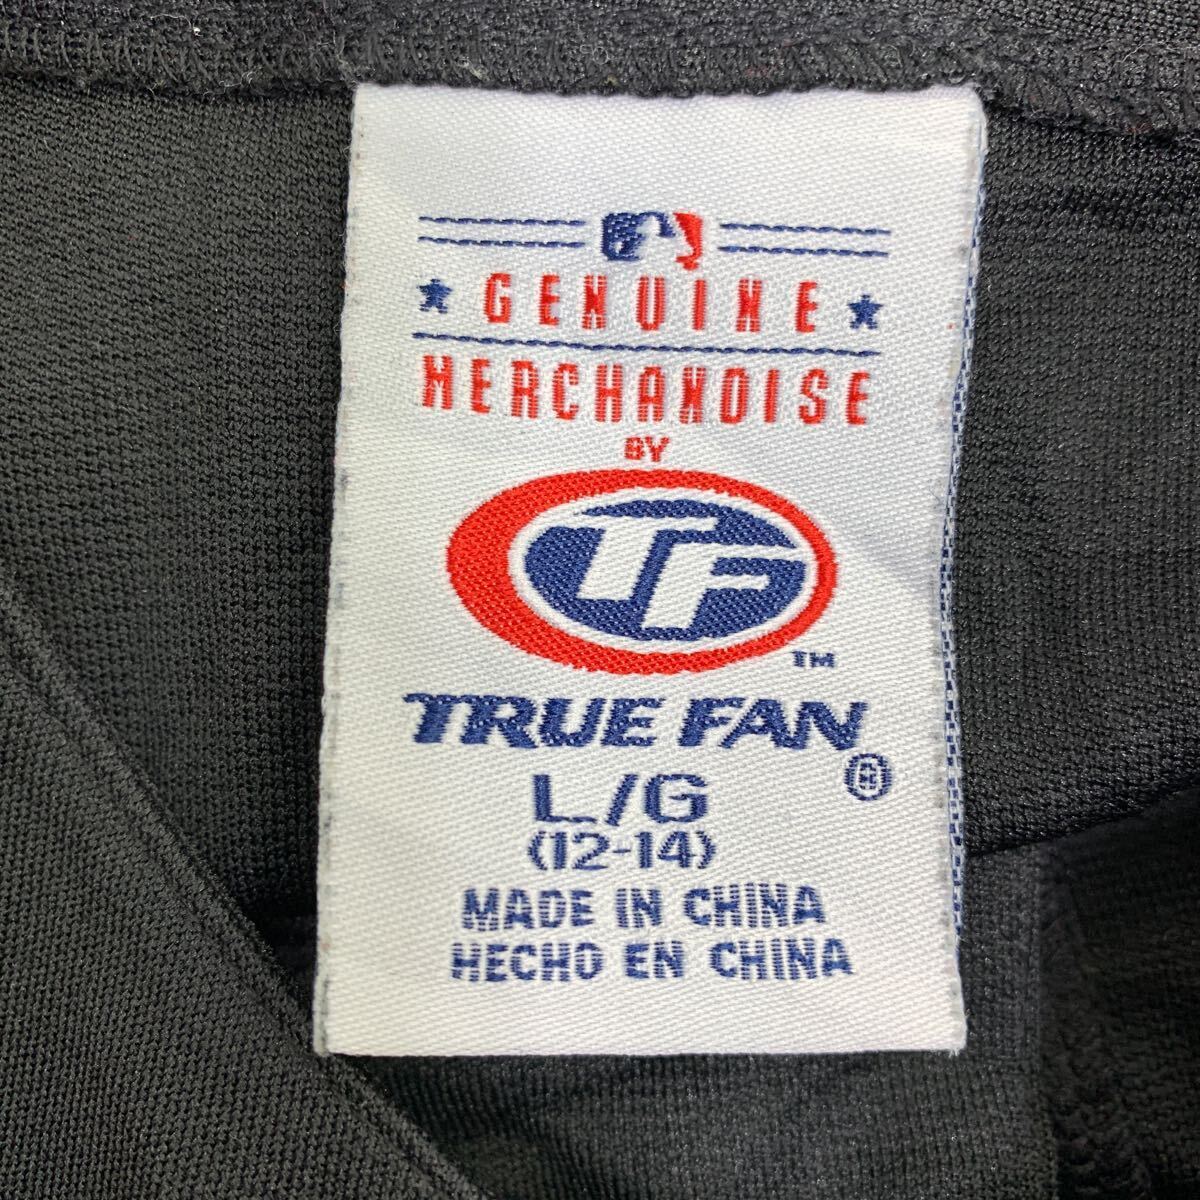 GENUINE
MERCHANDISE
BY
TF
TM
TRUE FAN®
L/G
(12-14)
MADE IN CHINA
HECHO EN CHINA